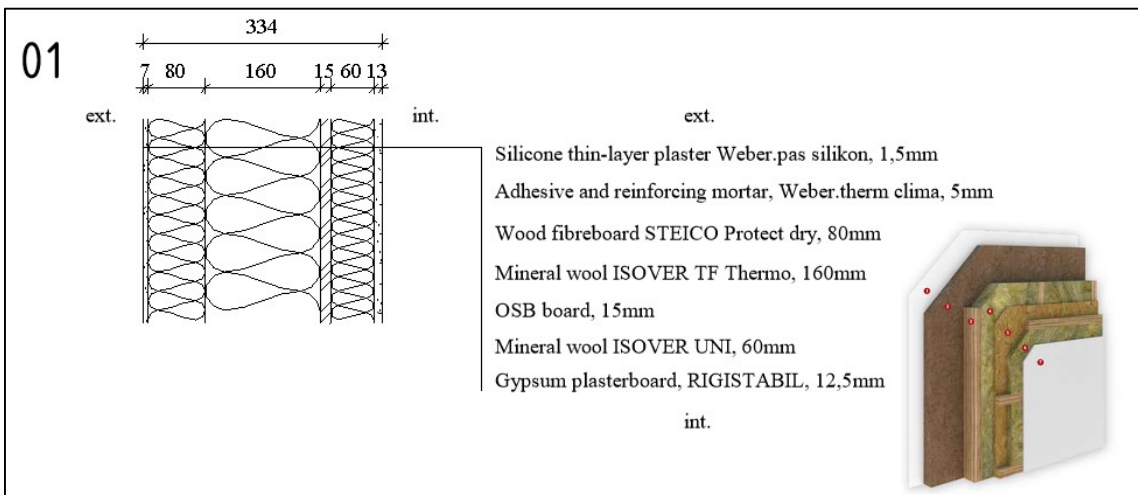 01
334
7 80 160 15 60 13
ext. int. ext.
Silicone thin-layer plaster Weber.pas silikon, 1,5mm
Adhesive and reinforcing mortar, Weber.therm clima, 5mm
Wood fibreboard STEICO Protect dry, 80mm
Mineral wool ISOVER TF Thermo, 160mm
OSB board, 15mm
Mineral wool ISOVER UNI, 60mm
Gypsum plasterboard, RIGISTABIL, 12,5mm
int.